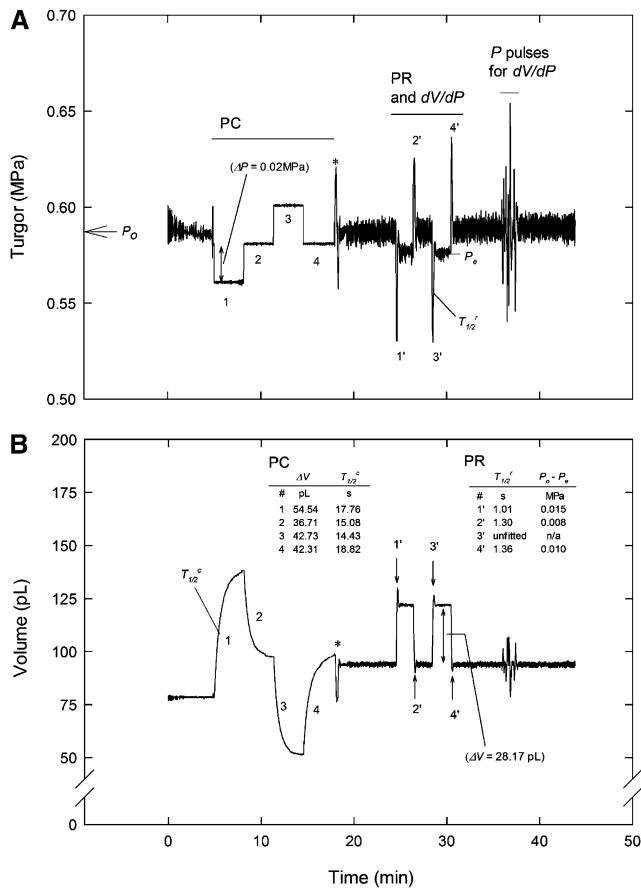 A
0.70
0.65
0.60
0.55
0.50
Turgor (MPa)
P pulses
for dV/dP
PR
and dV/dP
PC
(ΔP = 0.02MPa)
*
2'
4'
Po
3
2
4
1
Pe
T1/2 r
1'
3'
B
200
175
150
125
100
75
50
0
Volume (pL)
PC
ΔV T1/2 c
# pL s
1 54.54 17.76
2 36.71 15.08
3 42.73 14.43
4 42.31 18.82
PR
T1/2 r Po - Pe
# s MPa
1' 1.01 0.015
2' 1.30 0.008
3' unfitted n/a
4' 1.36 0.010
T1/2 c
1
2
3
4
*
1'
3'
2'
4'
(ΔV = 28.17 pL)
0 10 20 30 40 50
Time (min)